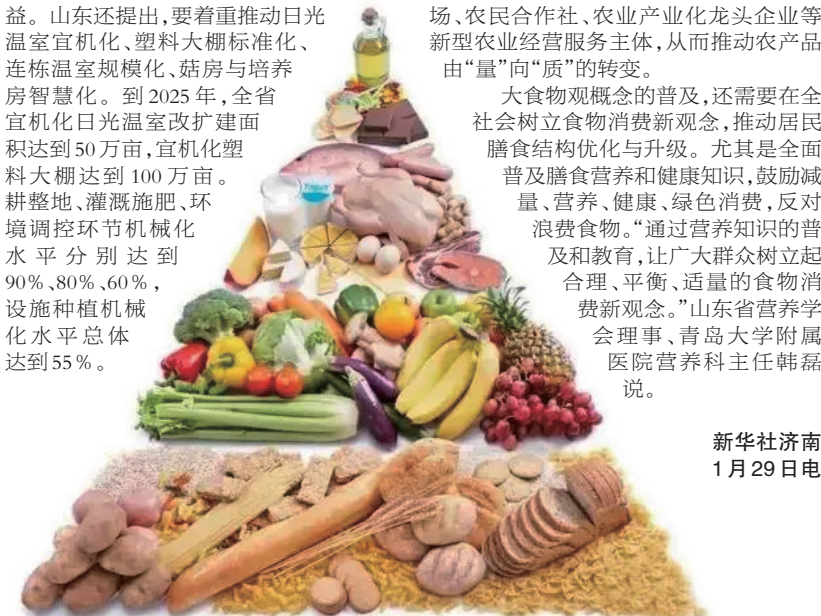 益。山东还提出,要着重推动日光
温室宜机化、塑料大棚标准化、
连栋温室规模化、菇房与培养
房智慧化。到2025年,全省
宜机化日光温室改扩建面
积达到50万亩,宜机化塑
料大棚达到100万亩。
耕整地、灌溉施肥、环
境调控环节机械化
水平分别达到
90%、80%、60%,
设施种植机械
化水平总体
达到55%。
场、农民合作社、农业产业化龙头企业等
新型农业经营服务主体,从而推动农产品
由“量”向“质”的转变。
大食物观概念的普及,还需要在全
社会树立食物消费新观念,推动居民
膳食结构优化与升级。尤其是全面
普及膳食营养和健康知识,鼓励减
量、营养、健康、绿色消费,反对
浪费食物。“通过营养知识的普
及和教育,让广大群众树立起
合理、平衡、适量的食物消
费新观念。”山东省营养学
会理事、青岛大学附属
医院营养科主任韩磊
说。
新华社济南
1月29日电
Yogurt